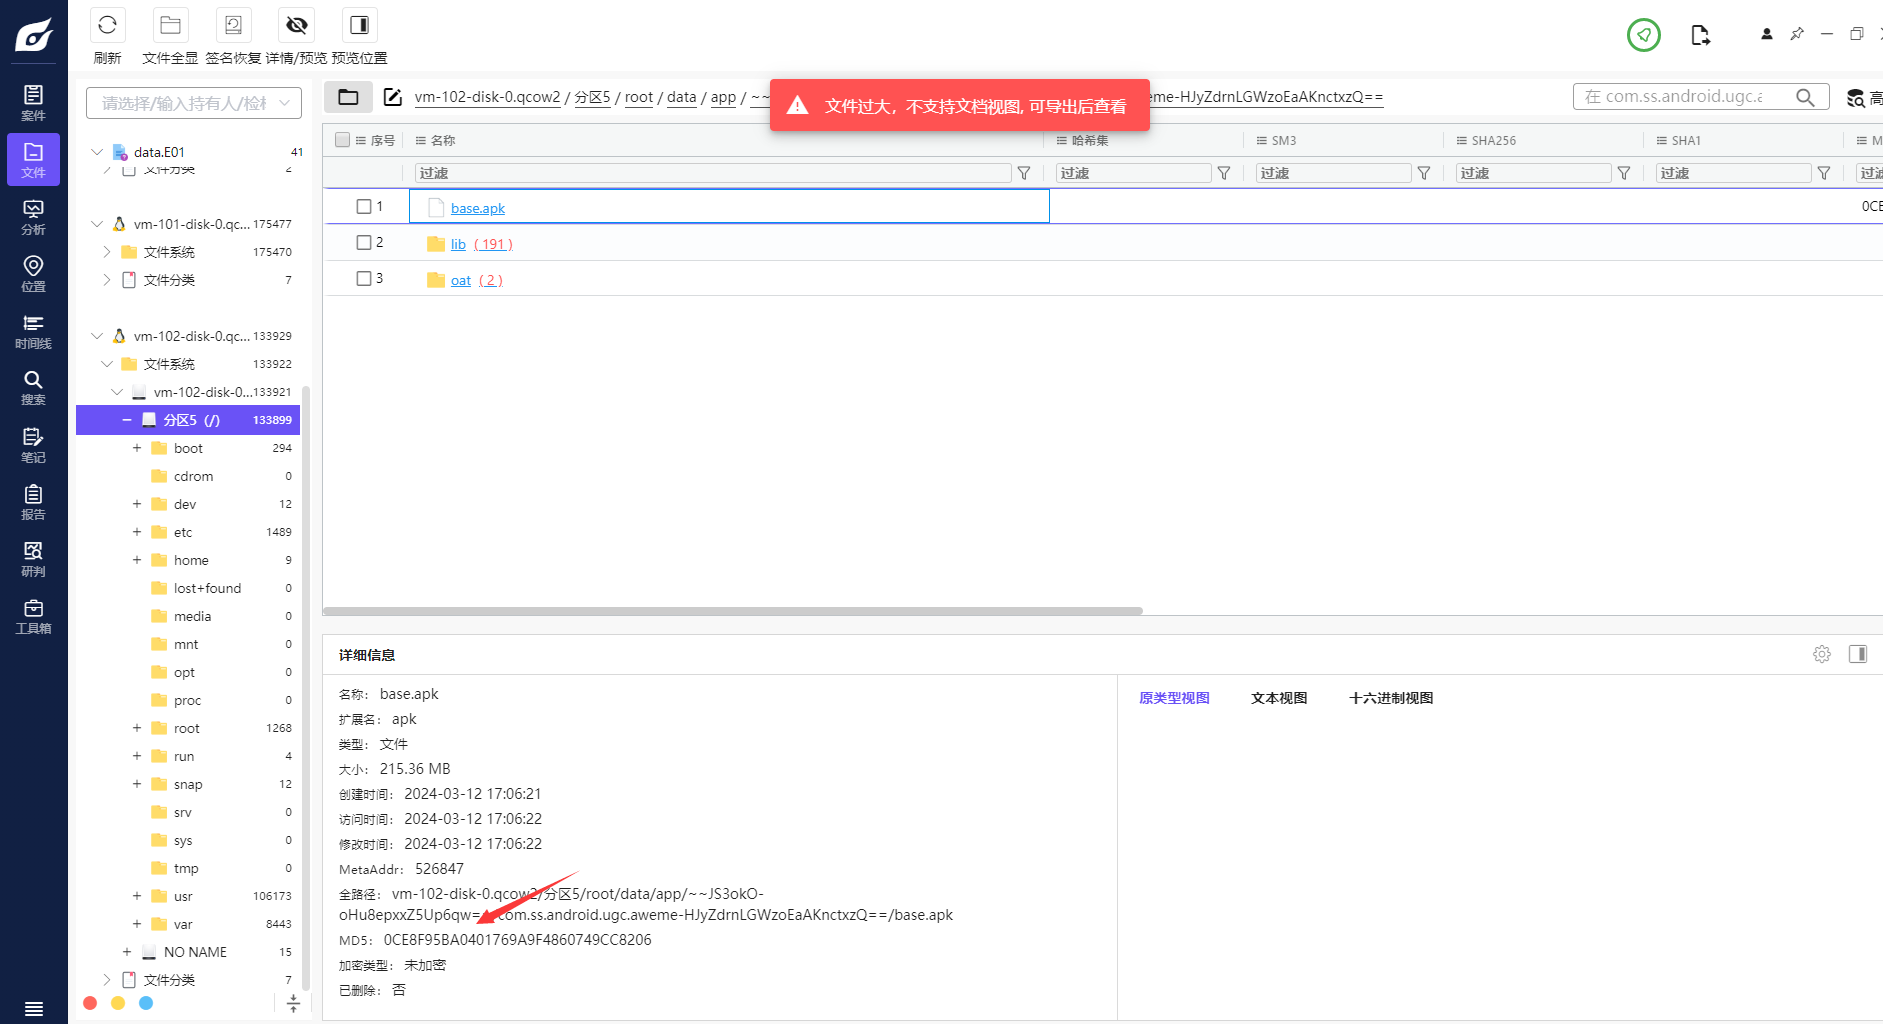 刷新
文件全显
签名恢复
详情/预览
预览位置
案件
文件
分析
位置
时间线
搜索
笔记
报告
研判
工具箱
请选择/输入持有人/检材
data.E01 41
文件分类 2
vm-101-disk-0.qc... 175477
文件系统 175470
文件分类 7
vm-102-disk-0.qc... 133929
文件系统 133922
vm-102-disk-0... 133921
分区5 (/) 133899
boot 294
cdrom 0
dev 12
etc 1489
home 9
lost+found 0
media 0
mnt 0
opt 0
proc 0
root 1268
run 4
snap 12
srv 0
sys 0
tmp 0
usr 106173
var 8443
NO NAME 15
文件分类 7
vm-102-disk-0.qcow2 / 分区5 / root / data / app / ~~
eme-HJyZdrnLGWzoEaAKnctxzQ==
文件过大，不支持文档视图, 可导出后查看
在 com.ss.android.ugc.a
高
序号 名称 哈希集 SM3 SHA256 SHA1 M
过滤 过滤 过滤 过滤 过滤 过滤
1 base.apk 0CE
2 lib ( 191 )
3 oat ( 2 )
详细信息
名称： base.apk
扩展名： apk
类型： 文件
大小： 215.36 MB
创建时间： 2024-03-12 17:06:21
访问时间： 2024-03-12 17:06:22
修改时间： 2024-03-12 17:06:22
MetaAddr： 526847
全路径： vm-102-disk-0.qcow2/分区5/root/data/app/~~JS3okO-
oHu8epxxZ5Up6qw= com.ss.android.ugc.aweme-HJyZdrnLGWzoEaAKnctxzQ==/base.apk
MD5： 0CE8F95BA0401769A9F4860749CC8206
加密类型： 未加密
已删除： 否
原类型视图
文本视图
十六进制视图